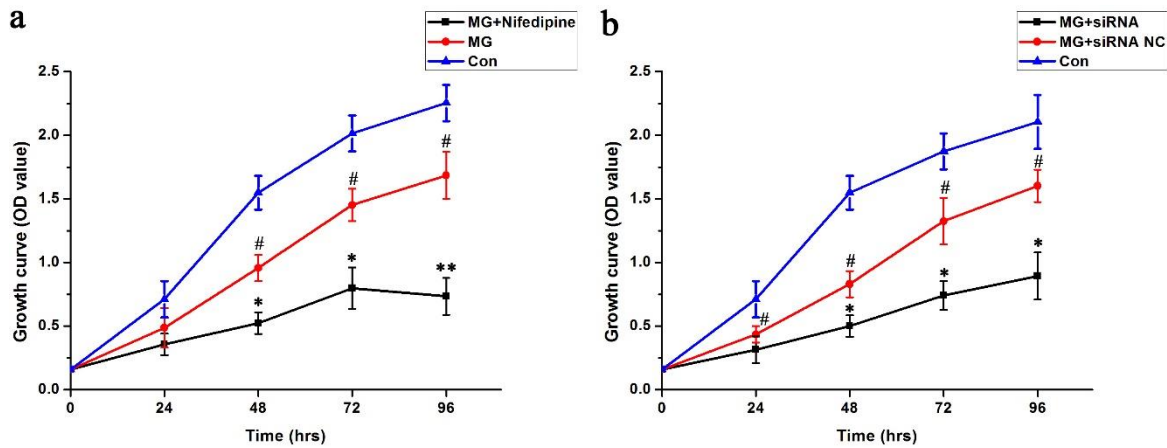 a
MG+Nifedipine
MG
Con
Growth curve (OD value)
2.5
2.0
1.5
1.0
0.5
0.0
#
#
#
*
*
**
0
24
48
72
96
Time (hrs)
b
MG+siRNA
MG+siRNA NC
Con
Growth curve (OD value)
2.5
2.0
1.5
1.0
0.5
0.0
#
#
#
#
*
*
*
0
24
48
72
96
Time (hrs)